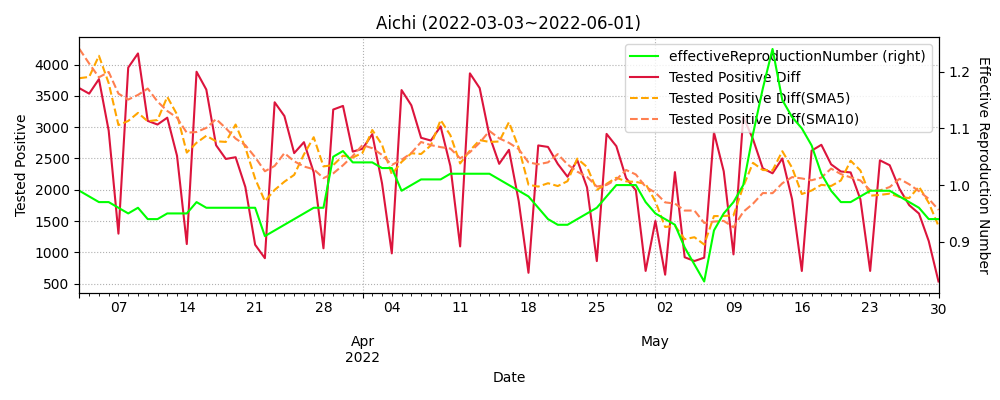 Aichi (2022-03-03~2022-06-01)
effectiveReproductionNumber (right)
Tested Positive Diff
Tested Positive Diff(SMA5)
Tested Positive Diff(SMA10)
Tested Positive
4000
3500
3000
2500
2000
1500
1000
500
1.2
1.1
1.0
0.9
Effective Reproduction Number
07 14 21 28 04 11 18 25 02 09 16 23 30
Apr May
2022
Date